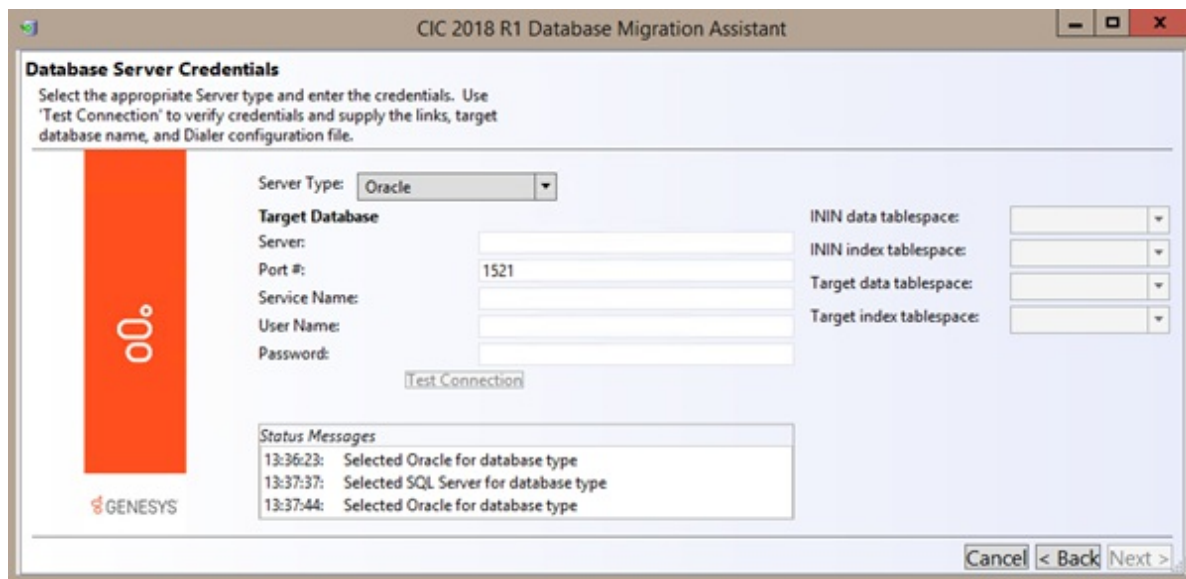 CIC 2018 R1 Database Migration Assistant
Database Server Credentials
Select the appropriate Server type and enter the credentials. Use
'Test Connection' to verify credentials and supply the links, target
database name, and Dialer configuration file.
Server Type: Oracle
Target Database
Server:
Port #: 1521
Service Name:
User Name:
Password:
Test Connection
ININ data tablespace:
ININ index tablespace:
Target data tablespace:
Target index tablespace:
Status Messages
13:36:23: Selected Oracle for database type
13:37:37: Selected SQL Server for database type
13:37:44: Selected Oracle for database type
GENESYS
Cancel < Back Next >